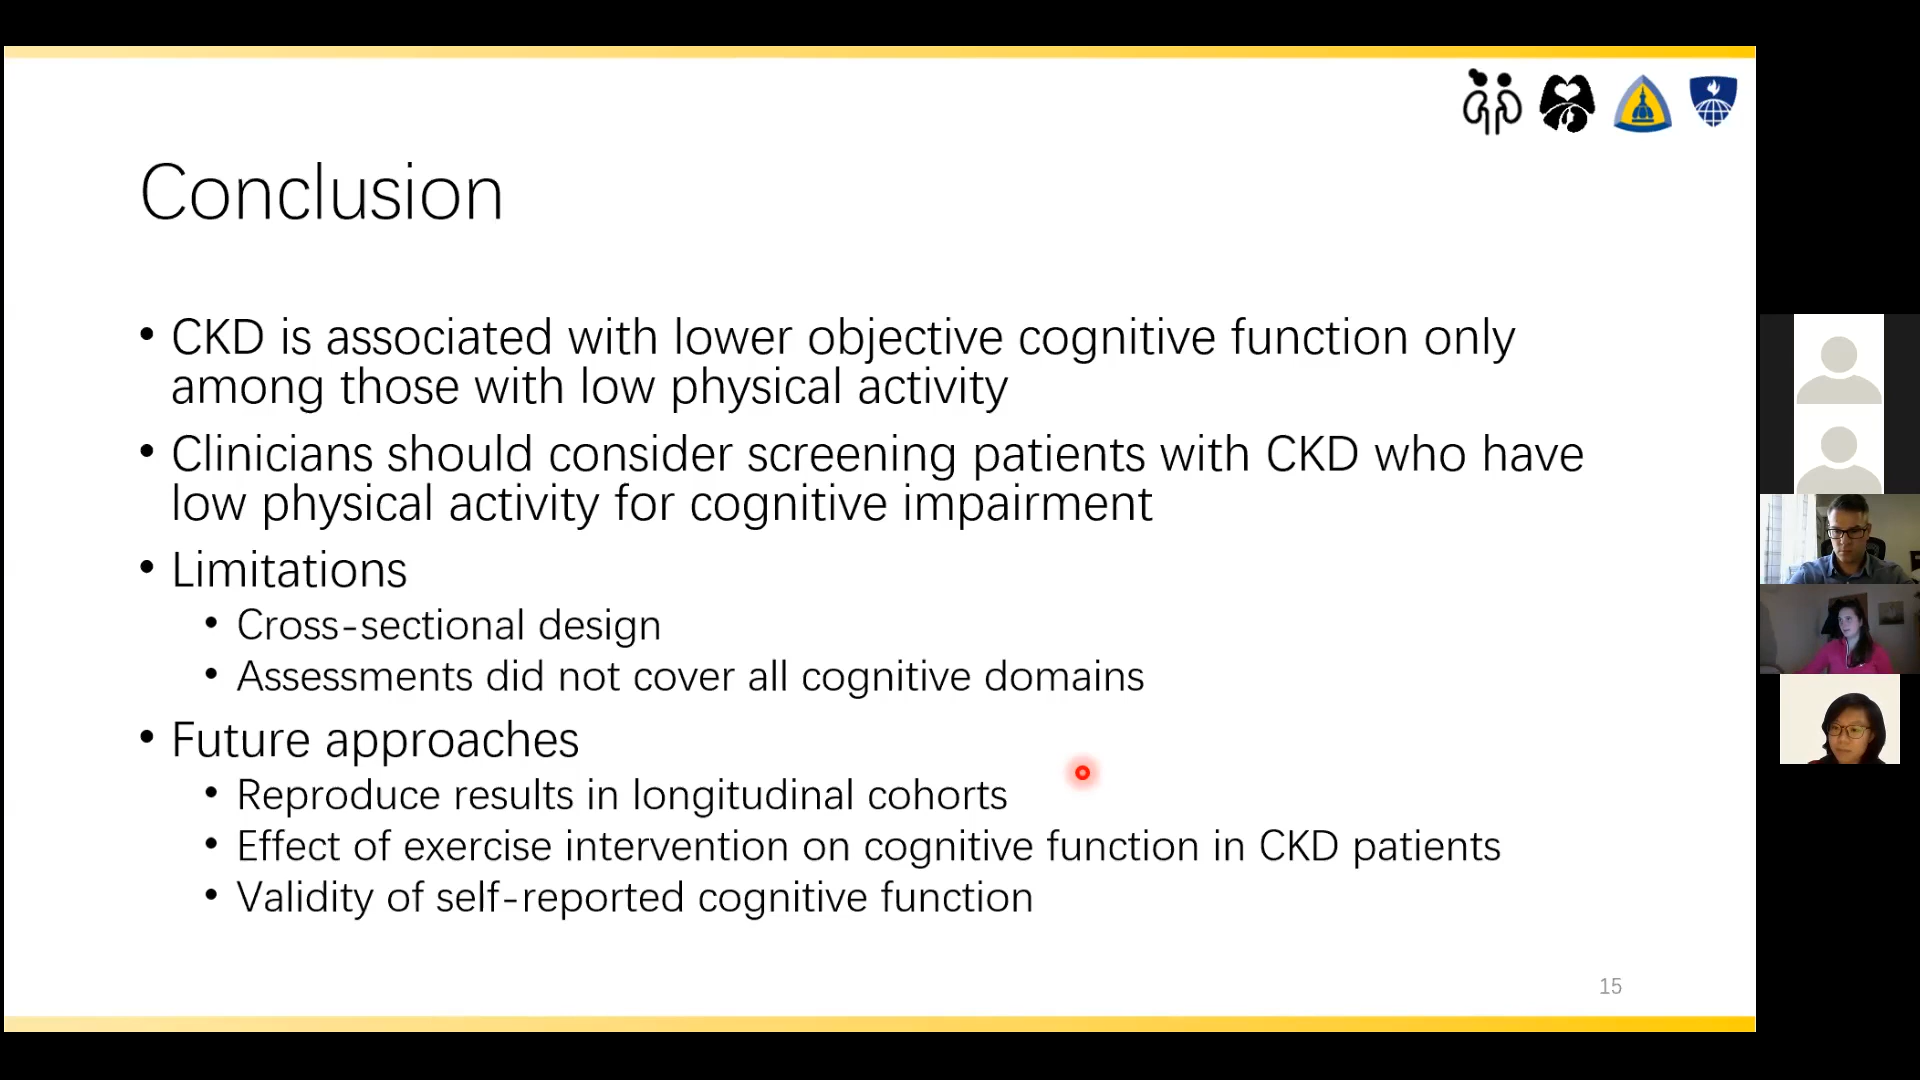 Conclusion
• CKD is associated with lower objective cognitive function only
among those with low physical activity
• Clinicians should consider screening patients with CKD who have
low physical activity for cognitive impairment
• Limitations
• Cross-sectional design
• Assessments did not cover all cognitive domains
• Future approaches
• Reproduce results in longitudinal cohorts
• Effect of exercise intervention on cognitive function in CKD patients
• Validity of self-reported cognitive function
15